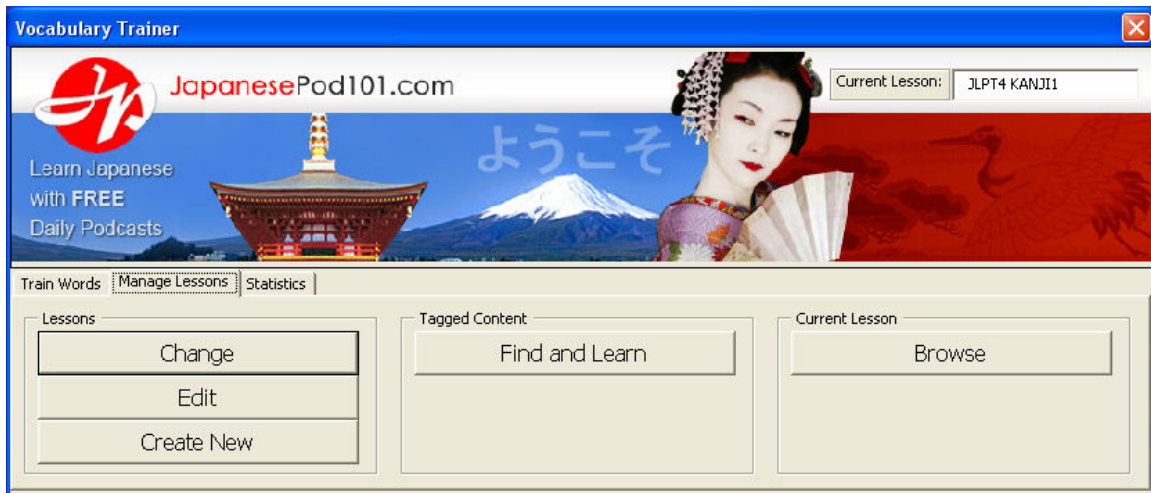 Vocabulary Trainer
JapanesePod101.com
Current Lesson:
JLPT4 KANJI1
ようこそ
Learn Japanese
with FREE
Daily Podcasts
Train Words
Manage Lessons
Statistics
Lessons
Change
Edit
Create New
Tagged Content
Find and Learn
Current Lesson
Browse